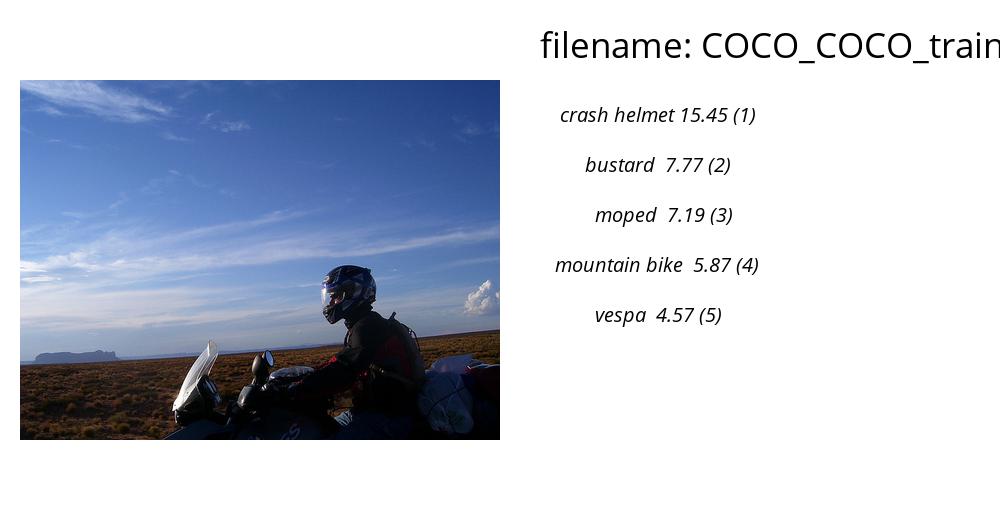 filename: COCO_COCO_train
crash helmet 15.45 (1)
bustard 7.77 (2)
moped 7.19 (3)
mountain bike 5.87 (4)
vespa 4.57 (5)
GS